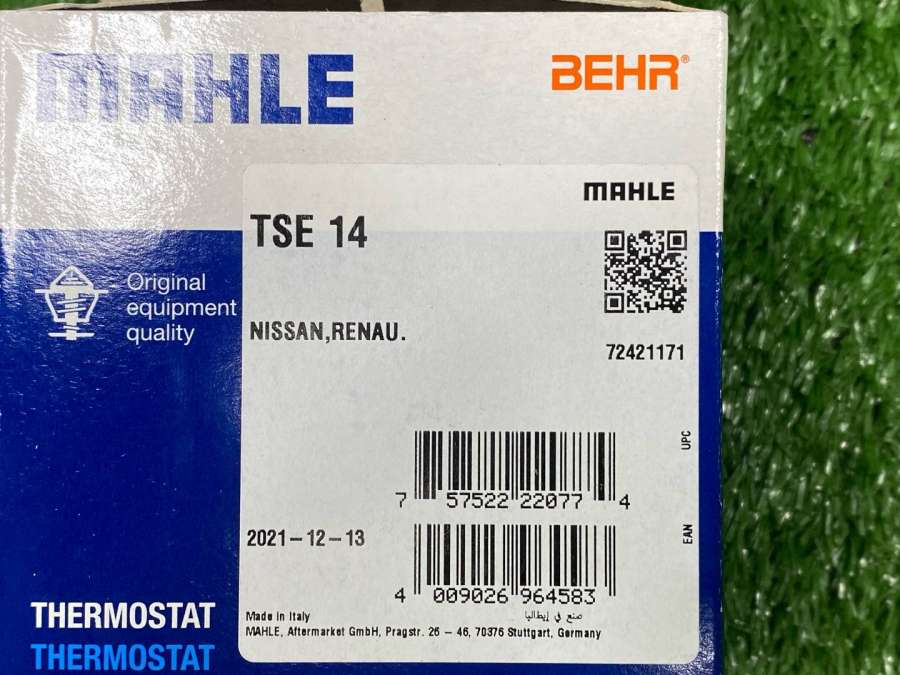 MAHLE
BEHR®
MAHLE
TSE 14
Original
equipment
quality
NISSAN,RENAU.
72421171
UPC
7 57522 22077 4
2021-12-13
EAN
4 009026 964583
THERMOSTAT
THERMOSTAT
Made in Italy صنع في إيطاليا
MAHLE, Aftermarket GmbH, Pragstr. 26 - 46, 70376 Stuttgart, Germany